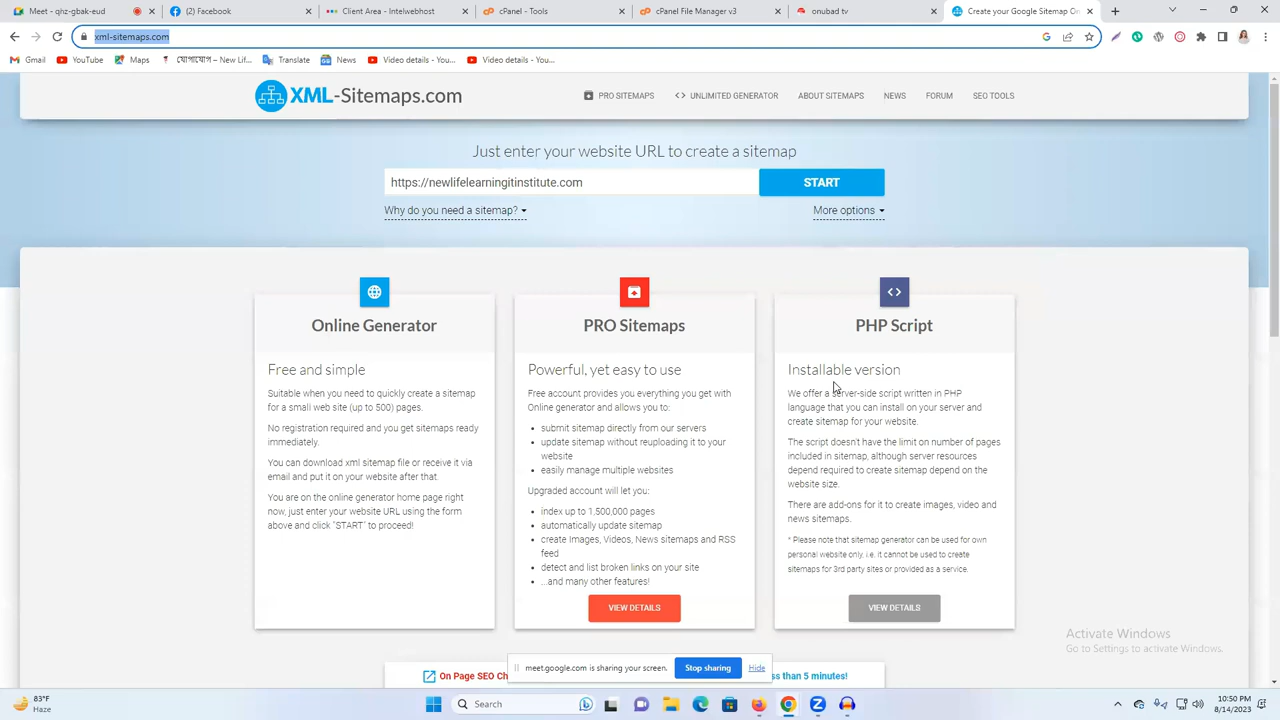 Meet - qhz-gbak-eud
(2) Facebook
Client Area - Intelwebhost
cPanel - Tools
cPanel File Manager v3
onubad tv
Create your Google Sitemap On
xml-sitemaps.com
Gmail
YouTube
Maps
যোগাযোগ – New Lif...
Translate
News
Video details - You...
Video details - You...
XML-Sitemaps.com
PRO SITEMAPS
UNLIMITED GENERATOR
ABOUT SITEMAPS
NEWS
FORUM
SEO TOOLS
Just enter your website URL to create a sitemap
https://newlifelearningitinstitute.com
START
Why do you need a sitemap?
More options
Online Generator
Free and simple
Suitable when you need to quickly create a sitemap
for a small web site (up to 500) pages.
No registration required and you get sitemaps ready
immediately.
You can download xml sitemap file or receive it via
email and put it on your website after that.
You are on the online generator home page right
now, just enter your website URL using the form
above and click "START" to proceed!
PRO Sitemaps
Powerful, yet easy to use
Free account provides you everything you get with
Online generator and allows you to:
• submit sitemap directly from our servers
• update sitemap without reuploading it to your
website
• easily manage multiple websites
Upgraded account will let you:
• index up to 1.500,000 pages
• automatically update sitemap
• create Images, Videos, News sitemaps and RSS
feed
• detect and list broken links on your site
• ...and many other features!
VIEW DETAILS
PHP Script
Installable version
We offer a server-side script written in PHP
language that you can install on your server and
create sitemap for your website.
The script doesn't have the limit on number of pages
included in sitemap, although server resources
depend required to create sitemap depend on the
website size.
There are add-ons for it to create images, video and
news sitemaps.
* Please note that sitemap generator can be used for own
personal website only, i.e. it cannot be used to create
sitemaps for 3rd party sites or provided as a service.
VIEW DETAILS
Activate Windows
Go to Settings to activate Windows.
On Page SEO Ch
less than 5 minutes!
meet.google.com is sharing your screen.
Stop sharing
Hide
83°F
Haze
Search
10:50 PM
8/14/2023